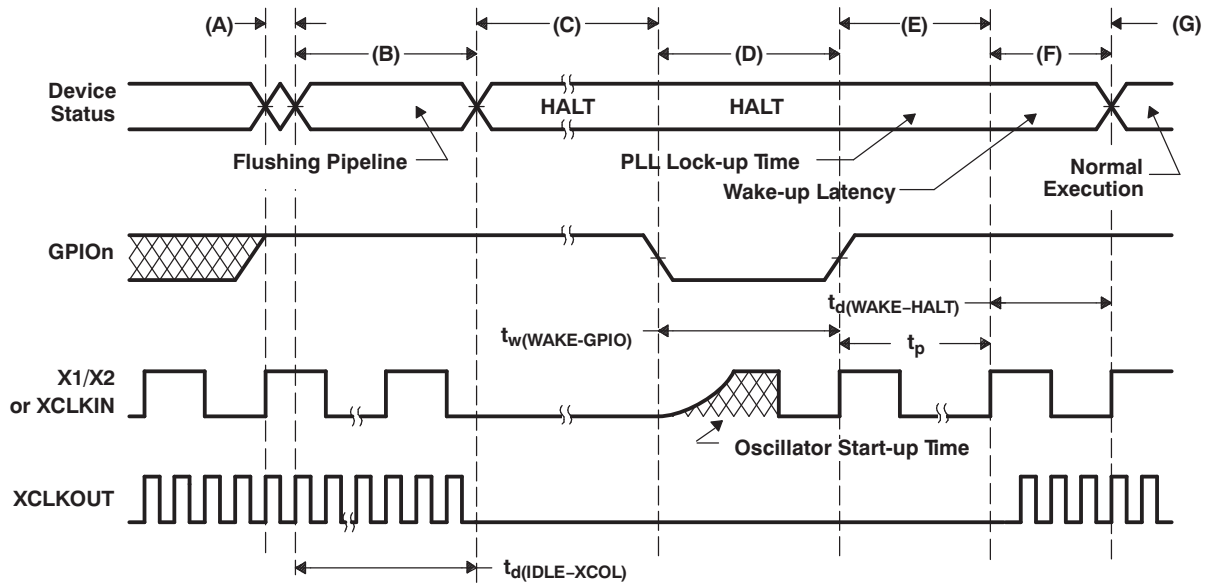 (A)
(B)
(C)
(D)
(E)
(F)
(G)
Device
Status
HALT
HALT
Flushing Pipeline
PLL Lock-up Time
Wake-up Latency
Normal
Execution
GPIOn
td(WAKE−HALT)
tw(WAKE-GPIO)
tp
X1/X2
or XCLKIN
Oscillator Start-up Time
XCLKOUT
td(IDLE−XCOL)